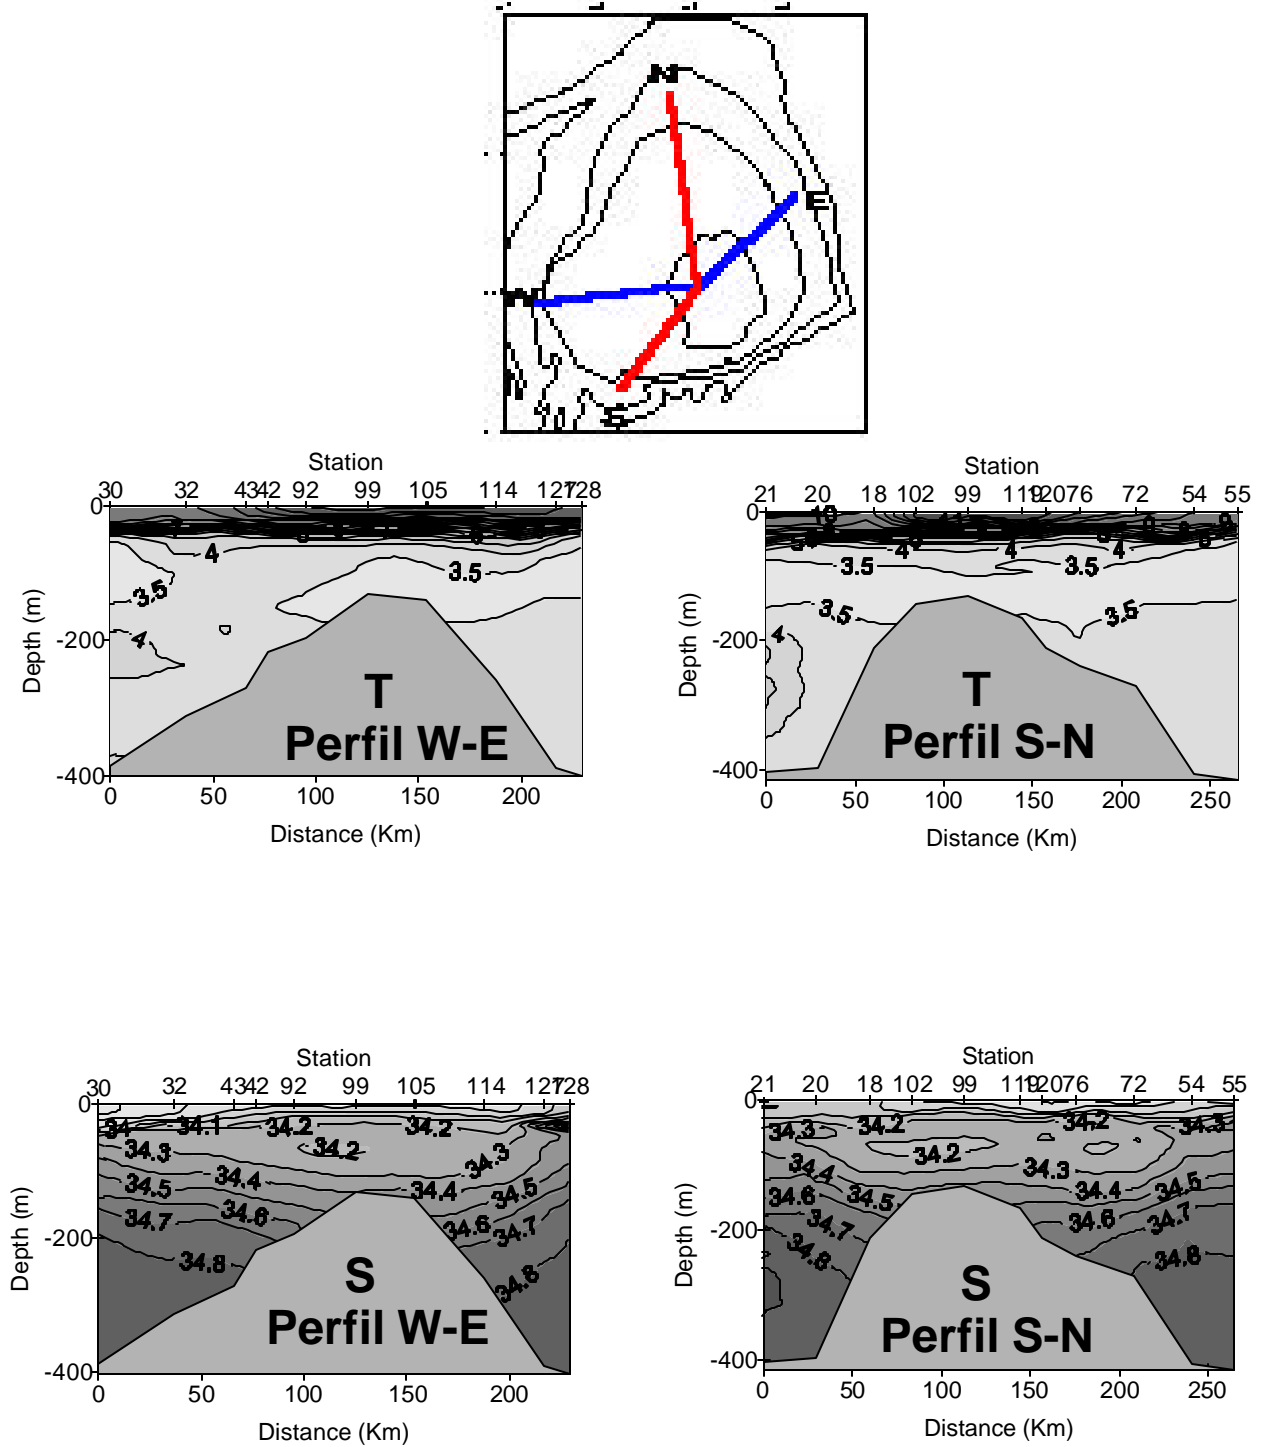 N
E
W
S
Station
30 32 43 42 92 99 105 114 127 128
0
4
3.5
3.5
4
-200
-400
Depth (m)
T
Perfil W-E
0 50 100 150 200
Distance (Km)
Station
21 20 18 102 99 119 120 76 72 54 55
0
10
4 4 4
3.5 3.5
3.5 3.5
4
-200
-400
Depth (m)
T
Perfil S-N
0 50 100 150 200 250
Distance (Km)
Station
30 32 43 42 92 99 105 114 127 128
0
34 34.1 34.2 34.2
34.3 34.2 34.3
34.4 34.4
34.5 34.5
34.7 34.6 34.6 34.7
34.8 34.8
-200
-400
Depth (m)
S
Perfil W-E
0 50 100 150 200
Distance (Km)
Station
21 20 18 102 99 119 120 76 72 54 55
0
34.3 34.2 34.2 34.3
34.2
34.4 34.3
34.6 34.5 34.4 34.5
34.7 34.6 34.7
34.8 34.8
-200
-400
Depth (m)
S
Perfil S-N
0 50 100 150 200 250
Distance (Km)